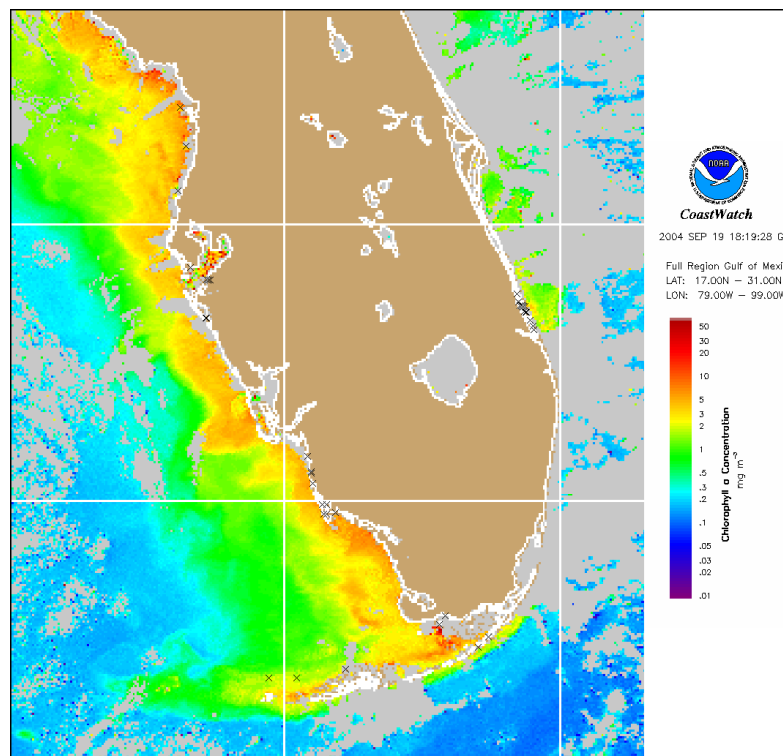 NOAA
CoastWatch
2004 SEP 19 18:19:28 G
Full Region Gulf of Mexi
LAT: 17.00N – 31.00N
LON: 79.00W – 99.00W
50
30
20
10
5
3
2
1
.5
.3
.2
.1
.05
.03
.02
.01
Chlorophyll a Concentration
mg m⁻³